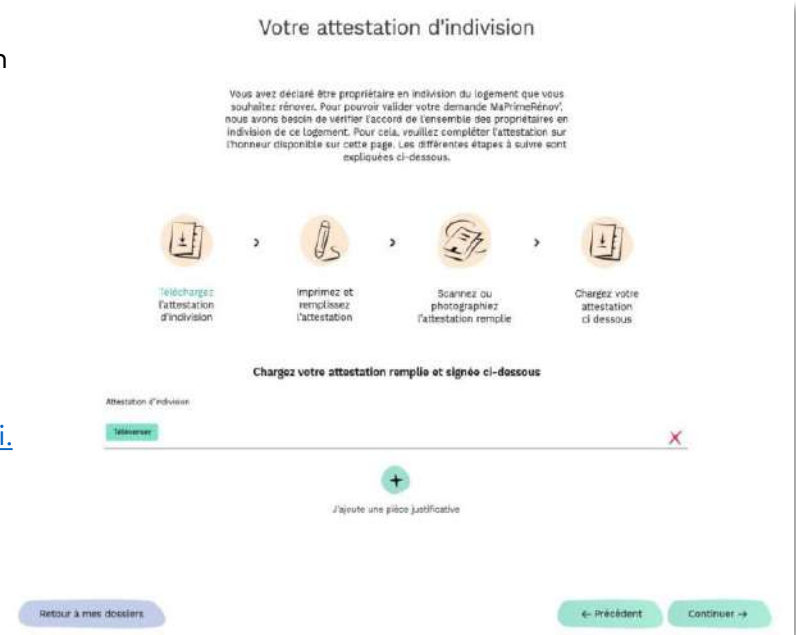 Votre attestation d'indivision
n
Vous avez déclaré être propriétaire en indivision du logement que vous
souhaitez rénover. Pour pouvoir valider votre demande MaPrimeRénov',
nous avons besoin de vérifier l'accord de l'ensemble des propriétaires en
indivision de ce logement. Pour cela, veuillez compléter l'attestation sur
l'honneur disponible sur cette page. Les différentes étapes à suivre sont
expliquées ci-dessous.
> > >
Téléchargez
l'attestation
d'indivision
Imprimez et
remplissez
l'attestation
Scannez ou
photographiez
l'attestation remplie
Chargez votre
attestation
ci dessous
Chargez votre attestation remplie et signée ci-dessous
Attestation d'indivision
i.
Téléverser
+
J'ajoute une pièce justificative
Retour à mes dossiers
← Précédent
Continuer →